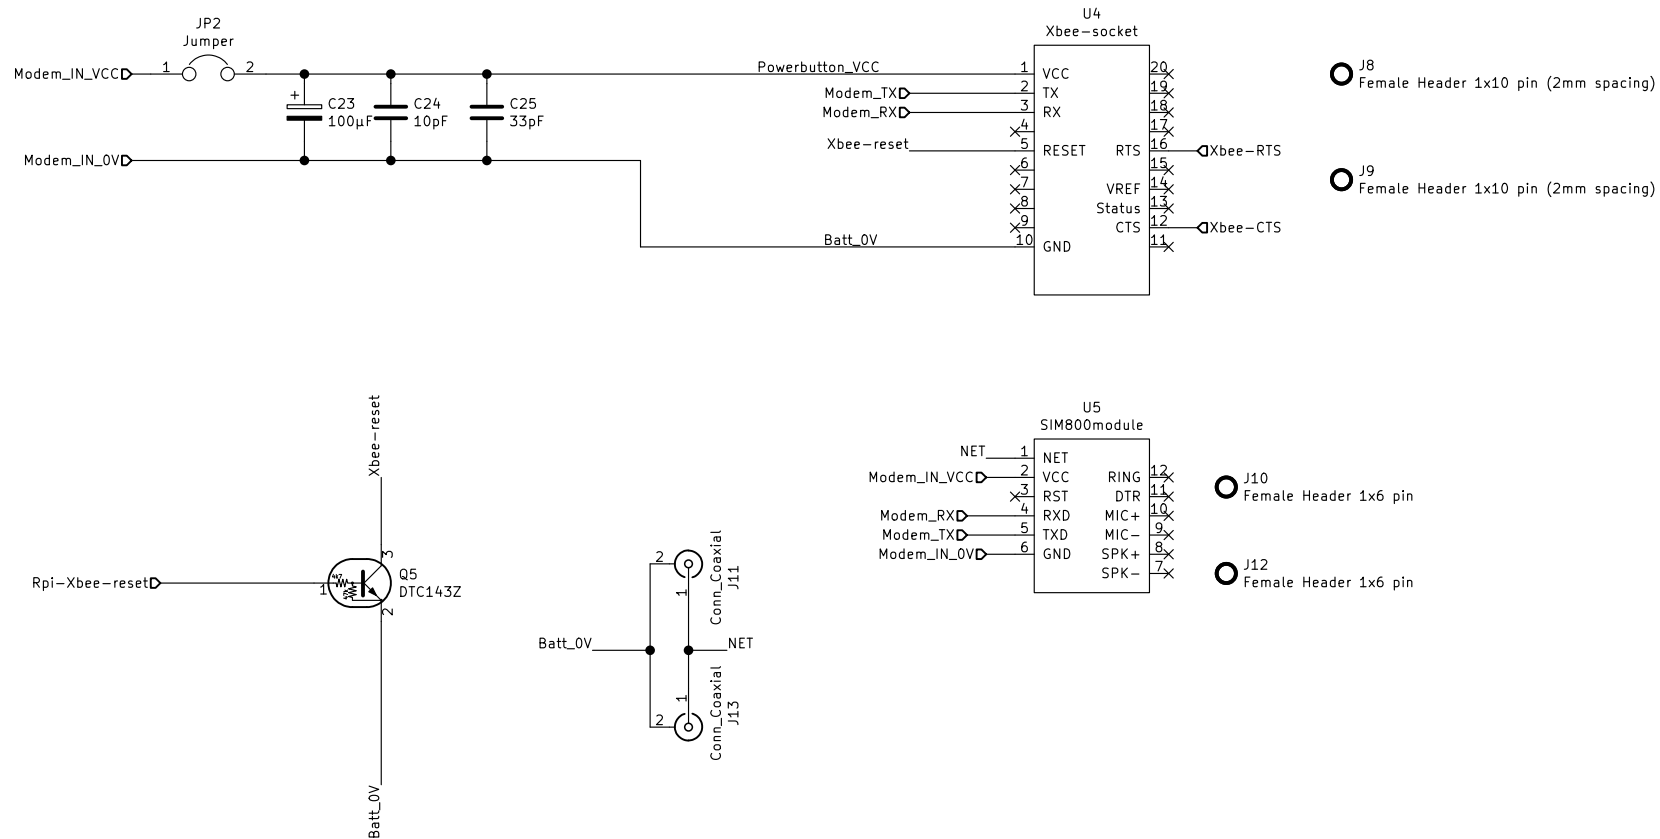 JP2
Jumper
Modem_IN_VCC
1
2
+
C23
100µF
C24
10pF
C25
33pF
Modem_IN_0V
Powerbutton_VCC
Modem_TX
Modem_RX
Xbee-reset
Batt_0V
U4
Xbee-socket
1 VCC
2 TX
3 RX
4
5 RESET
6
7
8
9
10 GND
20
19
18
17
RTS 16
15
VREF 14
Status 13
CTS 12
11
Xbee-RTS
Xbee-CTS
J8
Female Header 1x10 pin (2mm spacing)
J9
Female Header 1x10 pin (2mm spacing)
Xbee-reset
3
Rpi-Xbee-reset
1
4k7
47k
Q5
DTC143Z
2
Batt_0V
Batt_0V
2
1
Conn_Coaxial
J11
NET
2
1
Conn_Coaxial
J13
U5
SIM800module
NET
Modem_IN_VCC
Modem_RX
Modem_TX
Modem_IN_0V
1 NET
2 VCC
3 RST
4 RXD
5 TXD
6 GND
RING 12
DTR 11
MIC+ 10
MIC- 9
SPK+ 8
SPK- 7
J10
Female Header 1x6 pin
J12
Female Header 1x6 pin